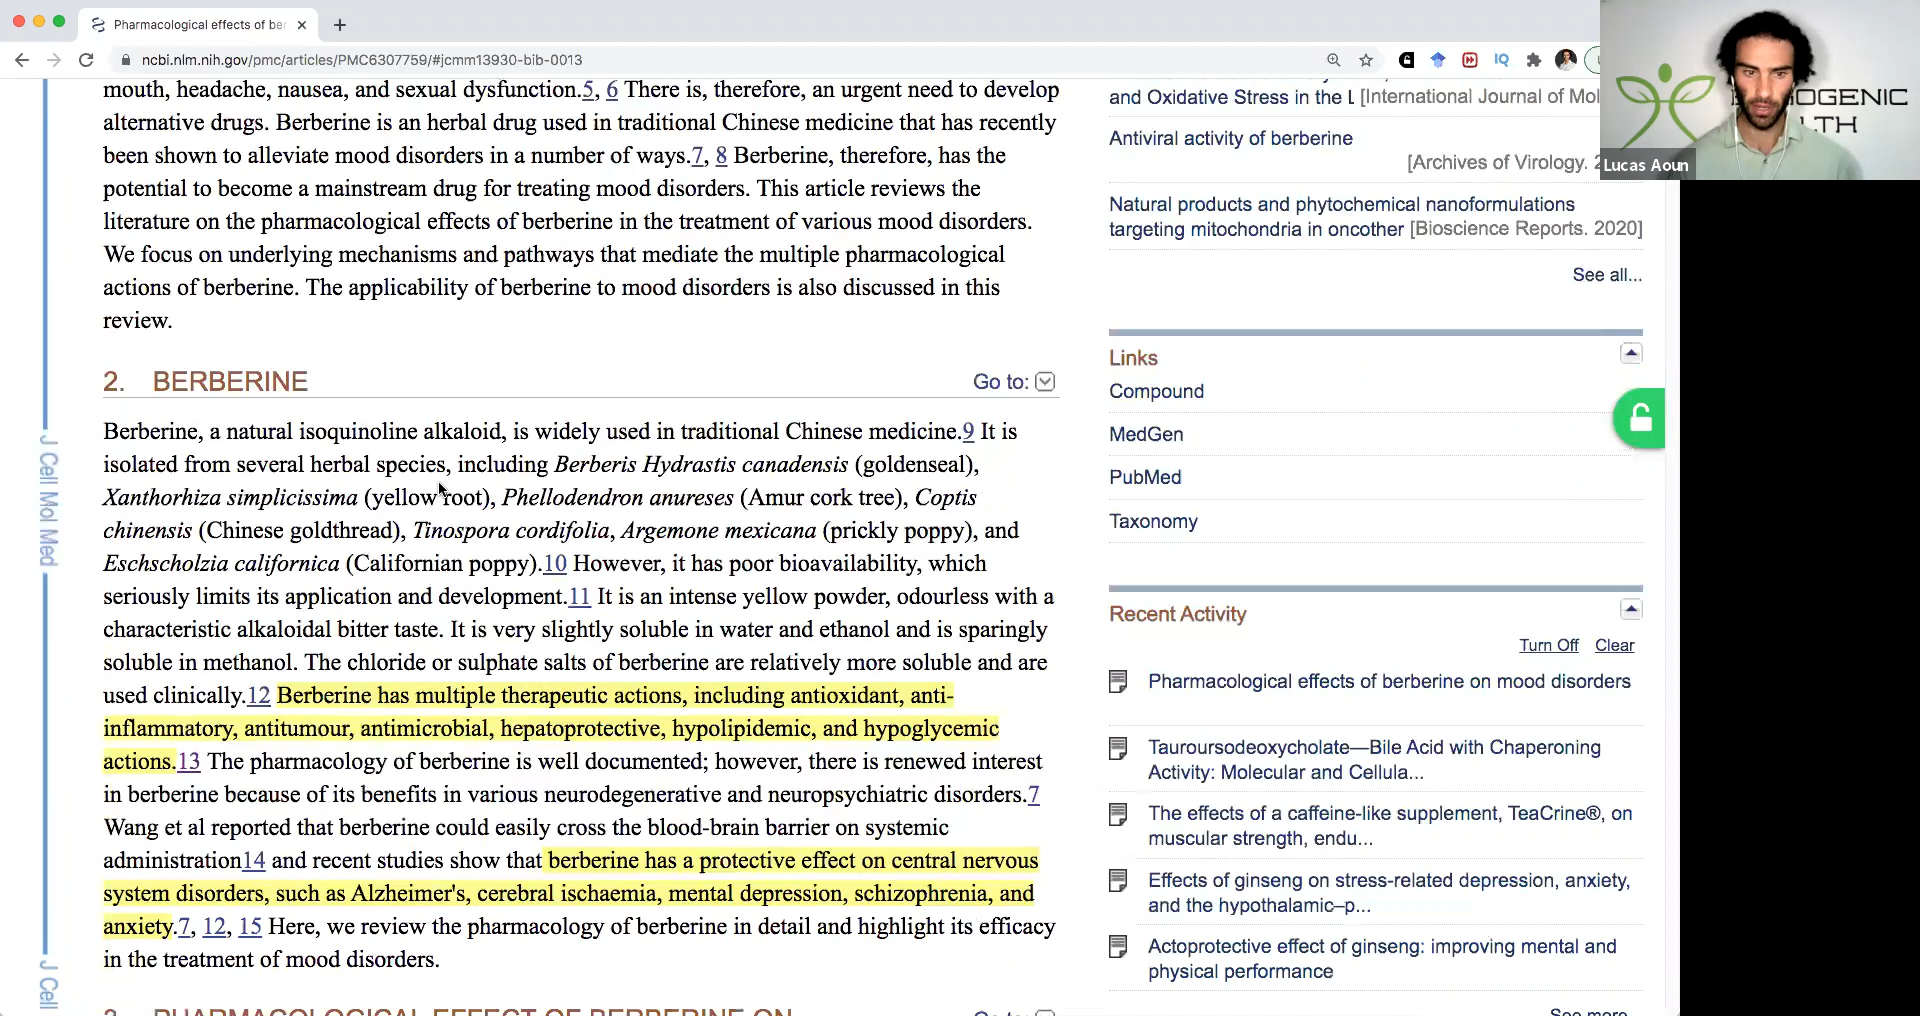 Pharmacological effects of ber
ncbi.nlm.nih.gov/pmc/articles/PMC6307759/#jcmm13930-bib-0013
IQ
mouth, headache, nausea, and sexual dysfunction.5, 6 There is, therefore, an urgent need to develop
alternative drugs. Berberine is an herbal drug used in traditional Chinese medicine that has recently
been shown to alleviate mood disorders in a number of ways.7, 8 Berberine, therefore, has the
potential to become a mainstream drug for treating mood disorders. This article reviews the
literature on the pharmacological effects of berberine in the treatment of various mood disorders.
We focus on underlying mechanisms and pathways that mediate the multiple pharmacological
actions of berberine. The applicability of berberine to mood disorders is also discussed in this
review.
2. BERBERINE
Go to:
Berberine, a natural isoquinoline alkaloid, is widely used in traditional Chinese medicine.9 It is
isolated from several herbal species, including Berberis Hydrastis canadensis (goldenseal),
Xanthorhiza simplicissima (yellow root), Phellodendron anureses (Amur cork tree), Coptis
chinensis (Chinese goldthread), Tinospora cordifolia, Argemone mexicana (prickly poppy), and
Eschscholzia californica (Californian poppy).10 However, it has poor bioavailability, which
seriously limits its application and development.11 It is an intense yellow powder, odourless with a
characteristic alkaloidal bitter taste. It is very slightly soluble in water and ethanol and is sparingly
soluble in methanol. The chloride or sulphate salts of berberine are relatively more soluble and are
used clinically.12 Berberine has multiple therapeutic actions, including antioxidant, anti-
inflammatory, antitumour, antimicrobial, hepatoprotective, hypolipidemic, and hypoglycemic
actions.13 The pharmacology of berberine is well documented; however, there is renewed interest
in berberine because of its benefits in various neurodegenerative and neuropsychiatric disorders.7
Wang et al reported that berberine could easily cross the blood-brain barrier on systemic
administration14 and recent studies show that berberine has a protective effect on central nervous
system disorders, such as Alzheimer's, cerebral ischaemia, mental depression, schizophrenia, and
anxiety.7, 12, 15 Here, we review the pharmacology of berberine in detail and highlight its efficacy
in the treatment of mood disorders.
3. PHARMACOLOGICAL EFFECT OF BERBERINE ON
Go to:
J Cell Mol Med
J Cell
and Oxidative Stress in the L [International Journal of Mol
Antiviral activity of berberine
[Archives of Virology. 2
Natural products and phytochemical nanoformulations
targeting mitochondria in oncother [Bioscience Reports. 2020]
See all...
Links
Compound
MedGen
PubMed
Taxonomy
Recent Activity
Turn Off Clear
Pharmacological effects of berberine on mood disorders
Tauroursodeoxycholate—Bile Acid with Chaperoning
Activity: Molecular and Cellula...
The effects of a caffeine-like supplement, TeaCrine®, on
muscular strength, endu...
Effects of ginseng on stress-related depression, anxiety,
and the hypothalamic–p...
Actoprotective effect of ginseng: improving mental and
physical performance
See more...
OGENIC
LTH
Lucas Aoun